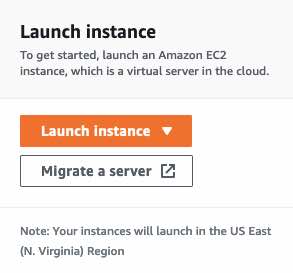 Launch instance
To get started, launch an Amazon EC2
instance, which is a virtual server in the cloud.
Launch instance
Migrate a server
Note: Your instances will launch in the US East
(N. Virginia) Region